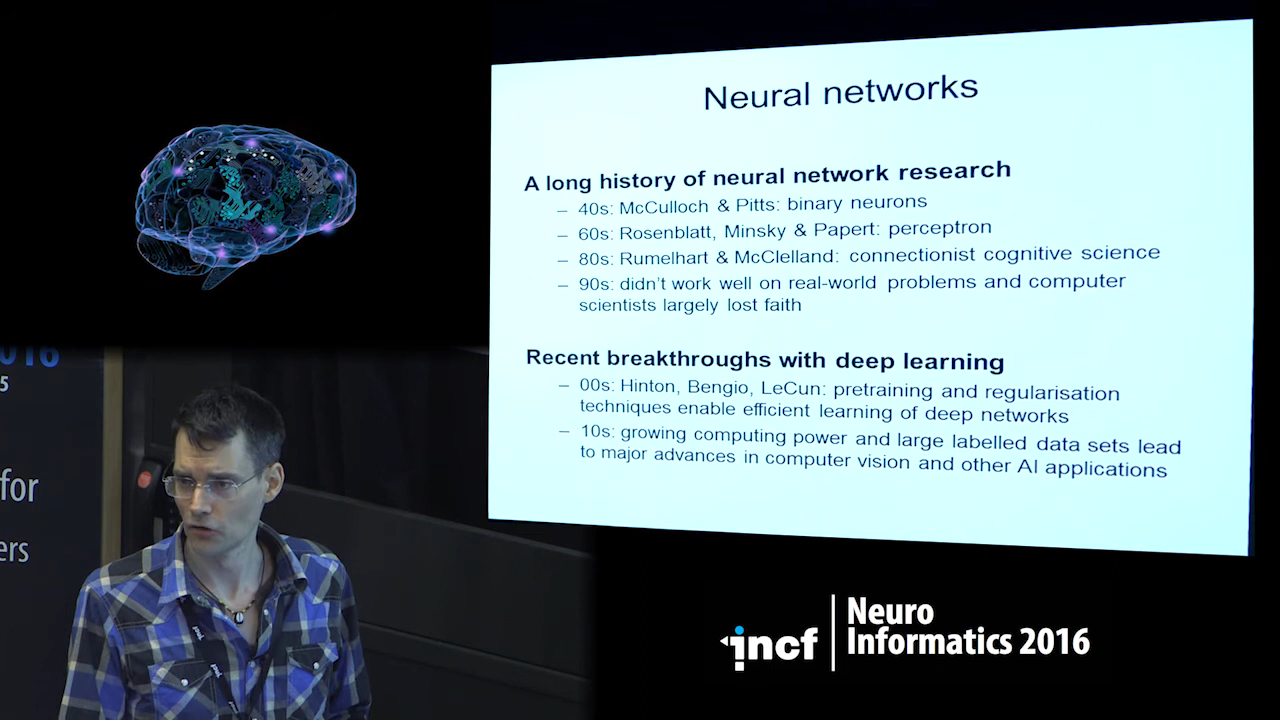 Neural networks
A long history of neural network research
– 40s: McCulloch & Pitts: binary neurons
– 60s: Rosenblatt, Minsky & Papert: perceptron
– 80s: Rumelhart & McClelland: connectionist cognitive science
– 90s: didn't work well on real-world problems and computer
scientists largely lost faith
Recent breakthroughs with deep learning
– 00s: Hinton, Bengio, LeCun: pretraining and regularisation
techniques enable efficient learning of deep networks
– 10s: growing computing power and large labelled data sets lead
to major advances in computer vision and other AI applications
016
5
for
ers
incf
Neuro
Informatics 2016